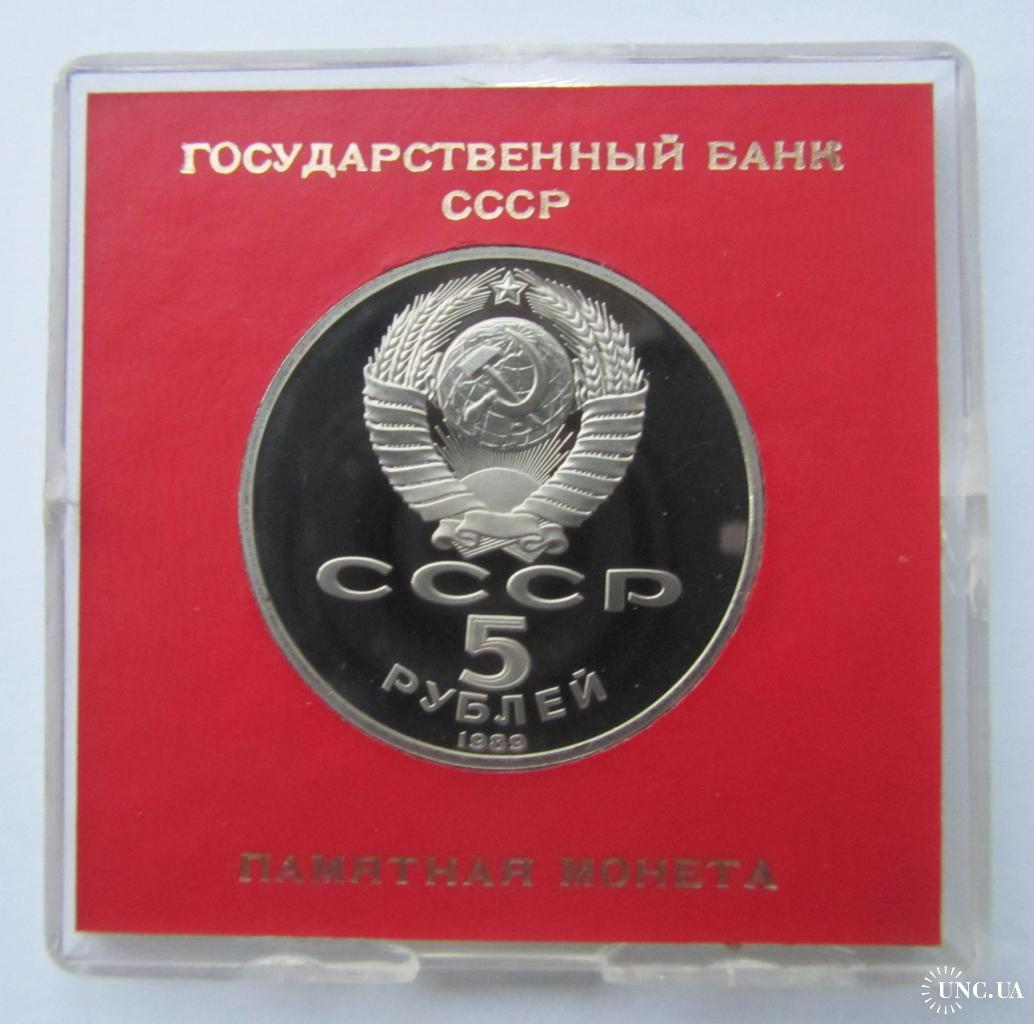 ГОСУДАРСТВЕННЫЙ БАНК
СССР
СССР
5
РУБЛЕЙ
1989
ПАМЯТНАЯ МОНЕТА
UNC.UA